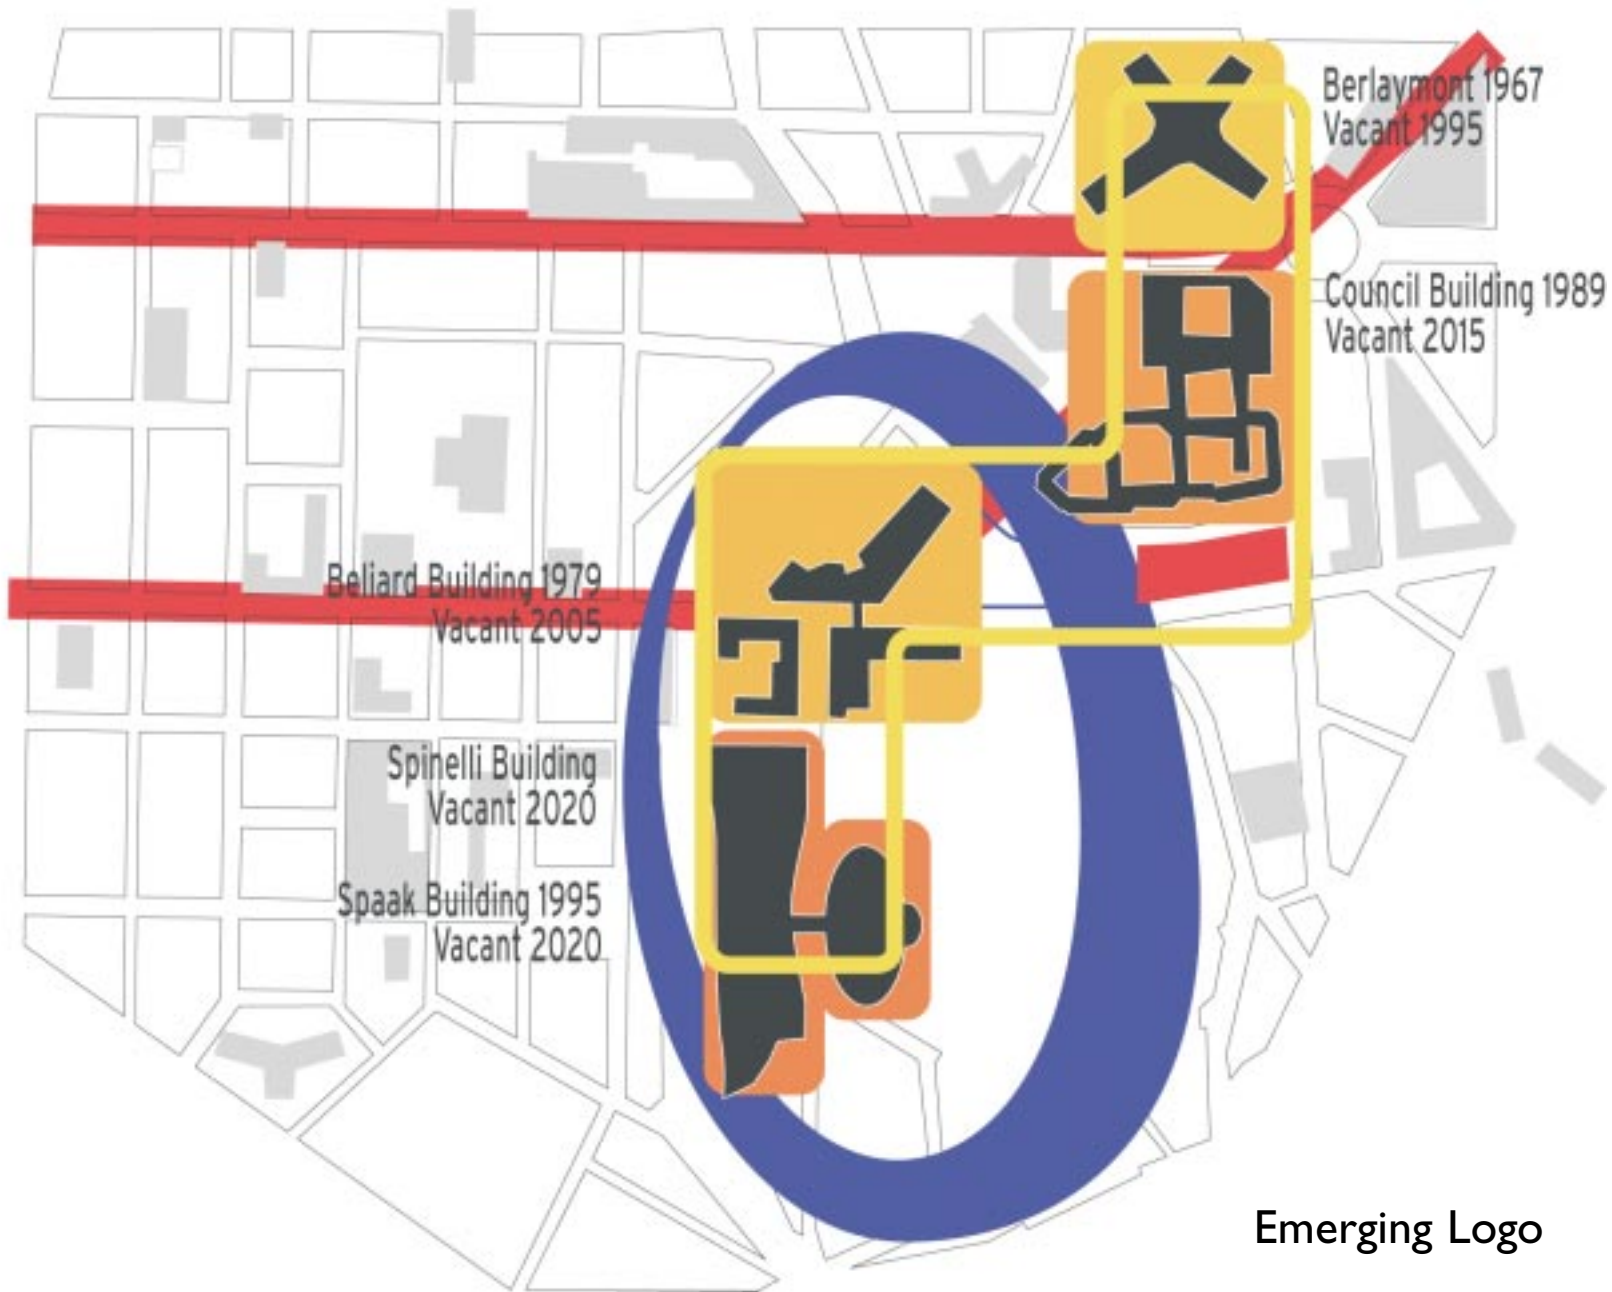 Berlaymont 1967
Vacant 1995
Council Building 1989
Vacant 2015
Beliard Building 1979
Vacant 2005
Spinelli Building
Vacant 2020
Spaak Building 1995
Vacant 2020
Emerging Logo